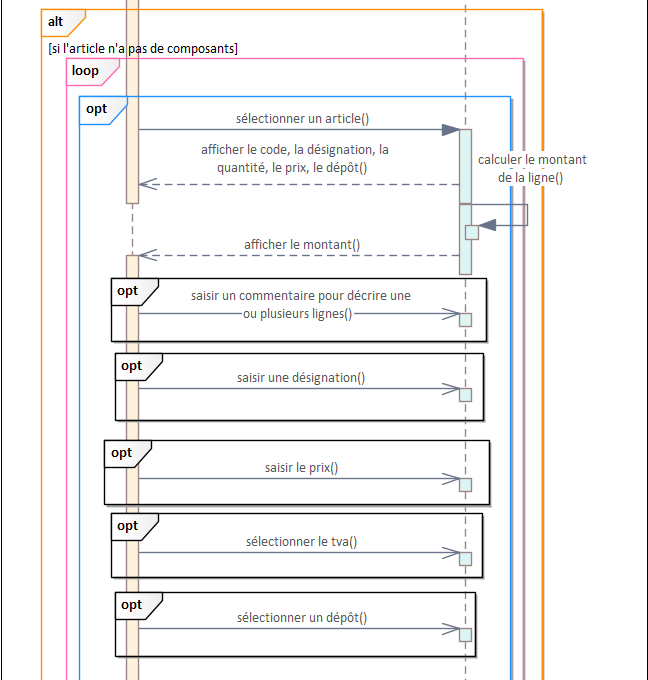 alt
[si l'article n'a pas de composants]
loop
opt
sélectionner un article()
afficher le code, la désignation, la
quantité, le prix, le dépôt()
calculer le montant
de la ligne()
afficher le montant()
opt
saisir un commentaire pour décrire une
ou plusieurs lignes()
opt
saisir une désignation()
opt
saisir le prix()
opt
sélectionner le tva()
opt
sélectionner un dépôt()